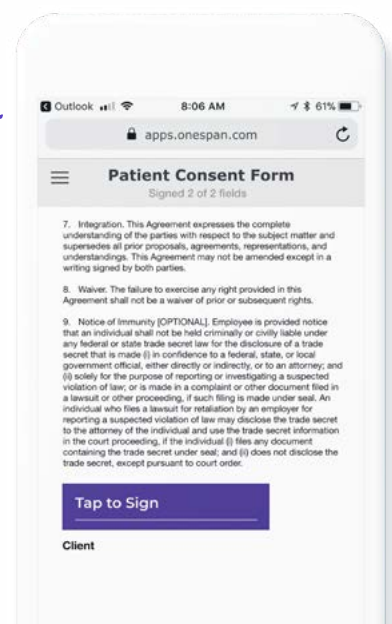 Outlook 8:06 AM 61%
apps.onespan.com
Patient Consent Form
Signed 2 of 2 fields
7. Integration. This Agreement expresses the complete
understanding of the parties with respect to the subject matter and
supersedes all prior proposals, agreements, representations, and
understandings. This Agreement may not be amended except in a
writing signed by both parties.
8. Waiver. The failure to exercise any right provided in this
Agreement shall not be a waiver of prior or subsequent rights.
9. Notice of Immunity [OPTIONAL]. Employee is provided notice
that an individual shall not be held criminally or civilly liable under
any federal or state trade secret law for the disclosure of a trade
secret that is made (i) in confidence to a federal, state, or local
government official, either directly or indirectly, or to an attorney; and
(ii) solely for the purpose of reporting or investigating a suspected
violation of law; or is made in a complaint or other document filed in
a lawsuit or other proceeding, if such filing is made under seal. An
individual who files a lawsuit for retaliation by an employer for
reporting a suspected violation of law may disclose the trade secret
to the attorney of the individual and use the trade secret information
in the court proceeding, if the individual (i) files any document
containing the trade secret under seal; and (ii) does not disclose the
trade secret, except pursuant to court order.
Tap to Sign
Client